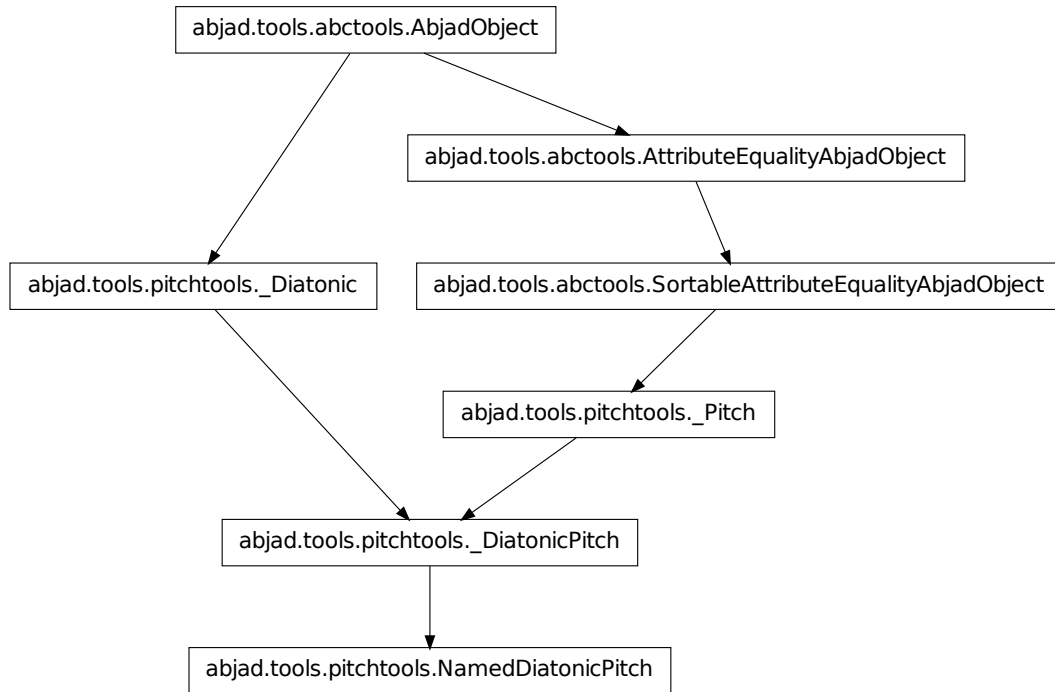 abjad.tools.abctools.AbjadObject
abjad.tools.abctools.AttributeEqualityAbjadObject
abjad.tools.pitchtools._Diatonic
abjad.tools.abctools.SortableAttributeEqualityAbjadObject
abjad.tools.pitchtools._Pitch
abjad.tools.pitchtools._DiatonicPitch
abjad.tools.pitchtools.NamedDiatonicPitch